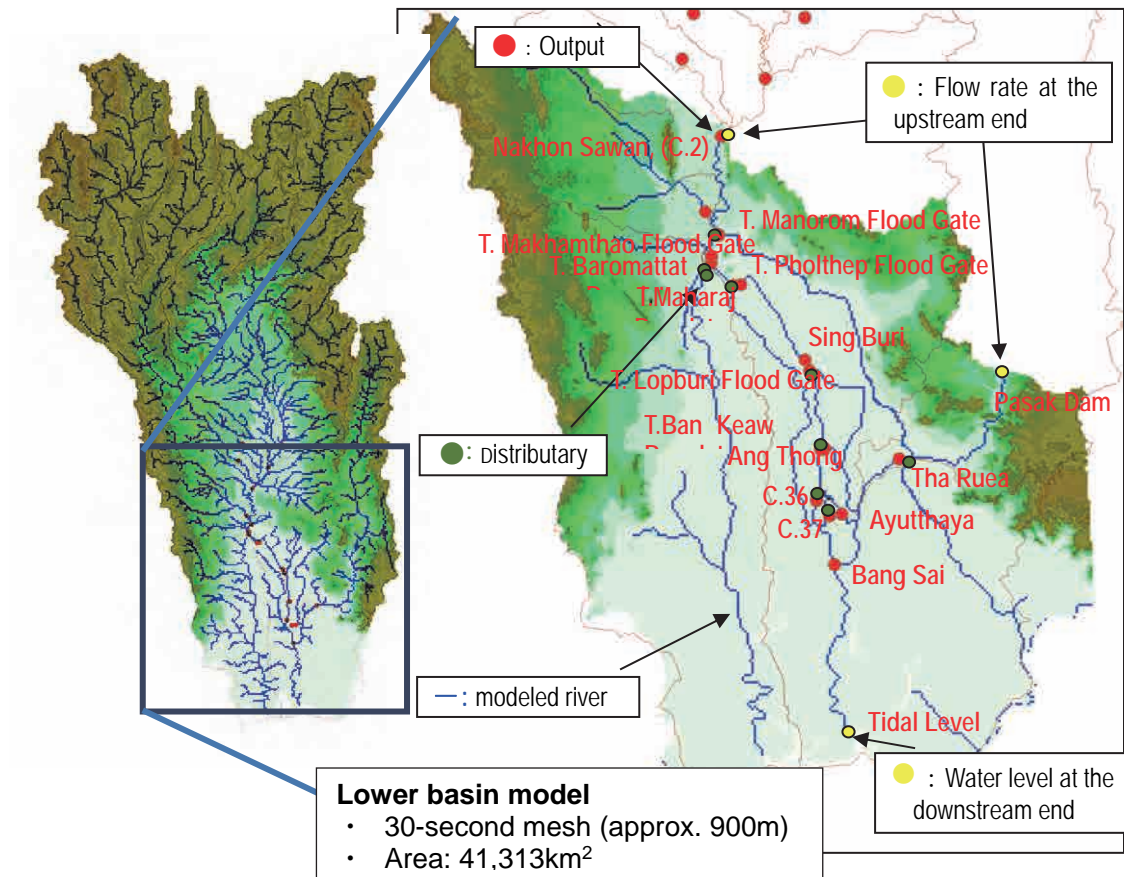 : Output
: Flow rate at the
upstream end
Nakhon Sawan, (C.2)
T. Manorom Flood Gate
T. Makhamthao Flood Gate
T. Baromattat
T. Pholthep Flood Gate
T.Maharaj
Sing Buri
T. Lopburi Flood Gate
Pasak Dam
T.Ban Keaw
: Distributary
Ang Thong
Tha Ruea
C.36
C.37
Ayutthaya
Bang Sai
: modeled river
Tidal Level
: Water level at the
downstream end
Lower basin model
· 30-second mesh (approx. 900m)
· Area: 41,313km²